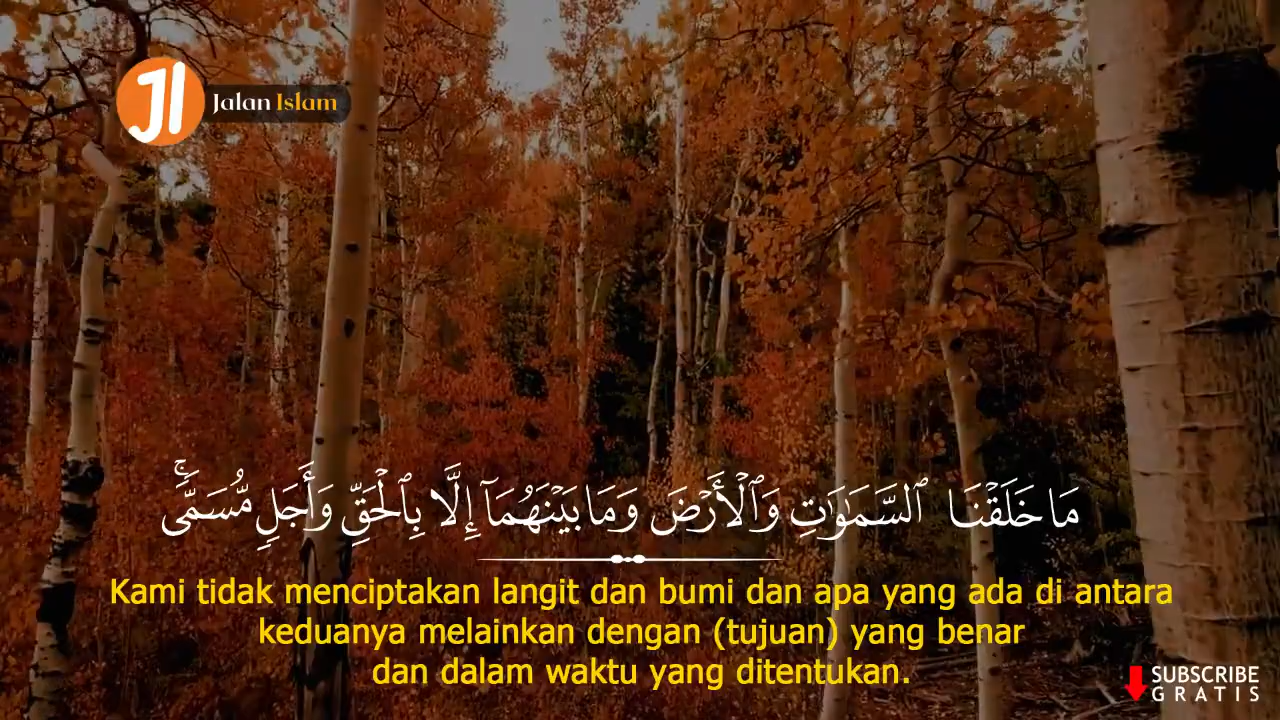 JI Jalan Islam
مَا خَلَقْنَا ٱلسَّمَـٰوَٰتِ وَٱلْأَرْضَ وَمَا بَيْنَهُمَآ إِلَّا بِٱلْحَقِّ وَأَجَلٍ مُّسَمًّىۚ
Kami tidak menciptakan langit dan bumi dan apa yang ada di antara
keduanya melainkan dengan (tujuan) yang benar
dan dalam waktu yang ditentukan.
SUBSCRIBE
GRATIS